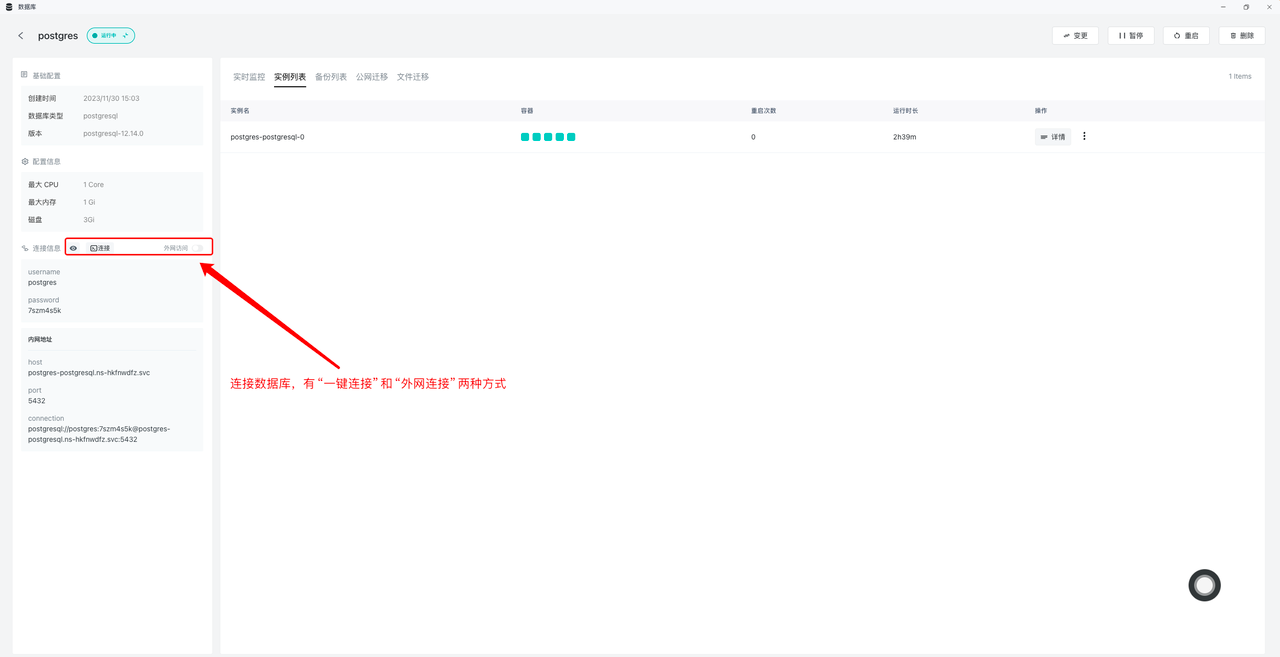 数据库
postgres
运行中
变更
暂停
重启
删除
基础配置
创建时间 2023/11/30 15:03
数据库类型 postgresql
版本 postgresql-12.14.0
配置信息
最大 CPU 1 Core
最大内存 1 Gi
磁盘 3Gi
连接信息 连接 外网访问
username
postgres
password
7szm4s5k
内网地址
host
postgres-postgresql.ns-hkfnwdfz.svc
port
5432
connection
postgresql://postgres:7szm4s5k@postgres-
postgresql.ns-hkfnwdfz.svc:5432
实时监控 实例列表 备份列表 公网迁移 文件迁移 1 Items
实例名 容器 重启次数 运行时长 操作
postgres-postgresql-0 0 2h39m 详情
连接数据库，有“一键连接”和“外网连接”两种方式